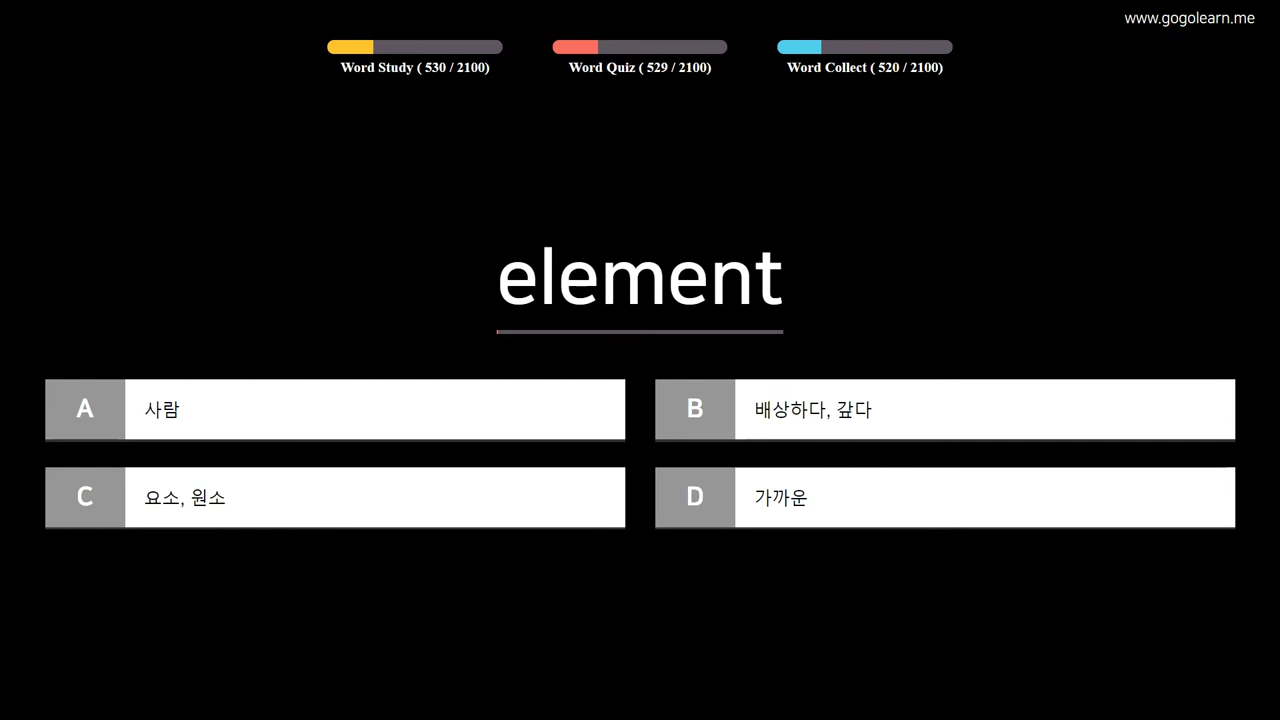 www.gogolearn.me
Word Study ( 530 / 2100)
Word Quiz ( 529 / 2100)
Word Collect ( 520 / 2100)
element
A 사람
B 배상하다, 갚다
C 요소, 원소
D 가까운